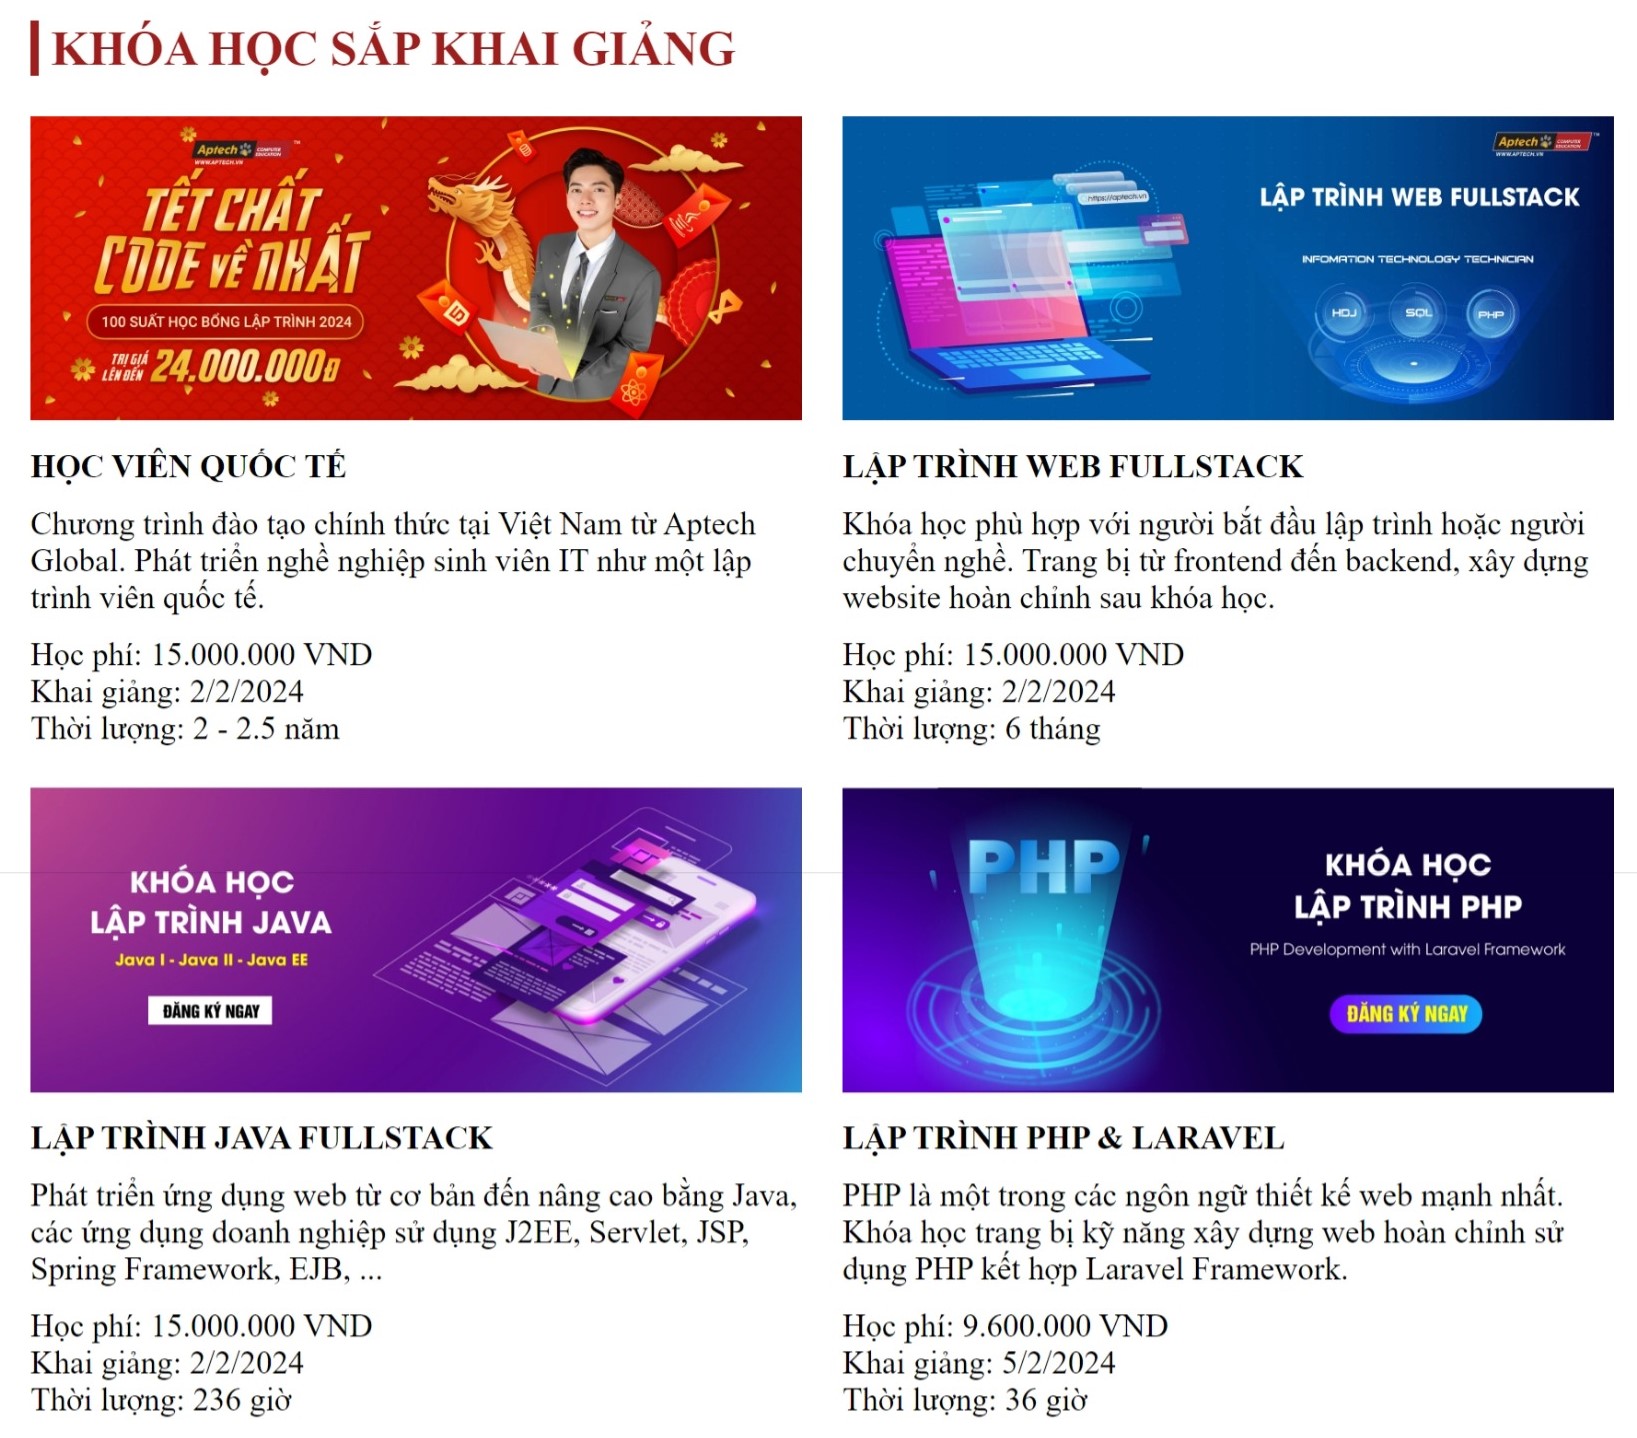 KHÓA HỌC SẮP KHAI GIẢNG
Aptech COMPUTER EDUCATION ™
WWW.APTECH.VN
TẾT CHẤT
CODE VỀ NHẤT
100 SUẤT HỌC BỔNG LẬP TRÌNH 2024
TRỊ GIÁ LÊN ĐẾN 24.000.000Đ
HỌC VIÊN QUỐC TẾ
Chương trình đào tạo chính thức tại Việt Nam từ Aptech
Global. Phát triển nghề nghiệp sinh viên IT như một lập
trình viên quốc tế.
Học phí: 15.000.000 VND
Khai giảng: 2/2/2024
Thời lượng: 2 - 2.5 năm
Aptech COMPUTER EDUCATION ™
WWW.APTECH.VN
https://aptech.vn
LẬP TRÌNH WEB FULLSTACK
INFOMATION TECHNOLOGY TECHNICIAN
HDJ SQL PHP
LẬP TRÌNH WEB FULLSTACK
Khóa học phù hợp với người bắt đầu lập trình hoặc người
chuyển nghề. Trang bị từ frontend đến backend, xây dựng
website hoàn chỉnh sau khóa học.
Học phí: 15.000.000 VND
Khai giảng: 2/2/2024
Thời lượng: 6 tháng
KHÓA HỌC
LẬP TRÌNH JAVA
Java I - Java II - Java EE
ĐĂNG KÝ NGAY
LẬP TRÌNH JAVA FULLSTACK
Phát triển ứng dụng web từ cơ bản đến nâng cao bằng Java,
các ứng dụng doanh nghiệp sử dụng J2EE, Servlet, JSP,
Spring Framework, EJB, ...
Học phí: 15.000.000 VND
Khai giảng: 2/2/2024
Thời lượng: 236 giờ
PHP
KHÓA HỌC
LẬP TRÌNH PHP
PHP Development with Laravel Framework
ĐĂNG KÝ NGAY
LẬP TRÌNH PHP & LARAVEL
PHP là một trong các ngôn ngữ thiết kế web mạnh nhất.
Khóa học trang bị kỹ năng xây dựng web hoàn chỉnh sử
dụng PHP kết hợp Laravel Framework.
Học phí: 9.600.000 VND
Khai giảng: 5/2/2024
Thời lượng: 36 giờ